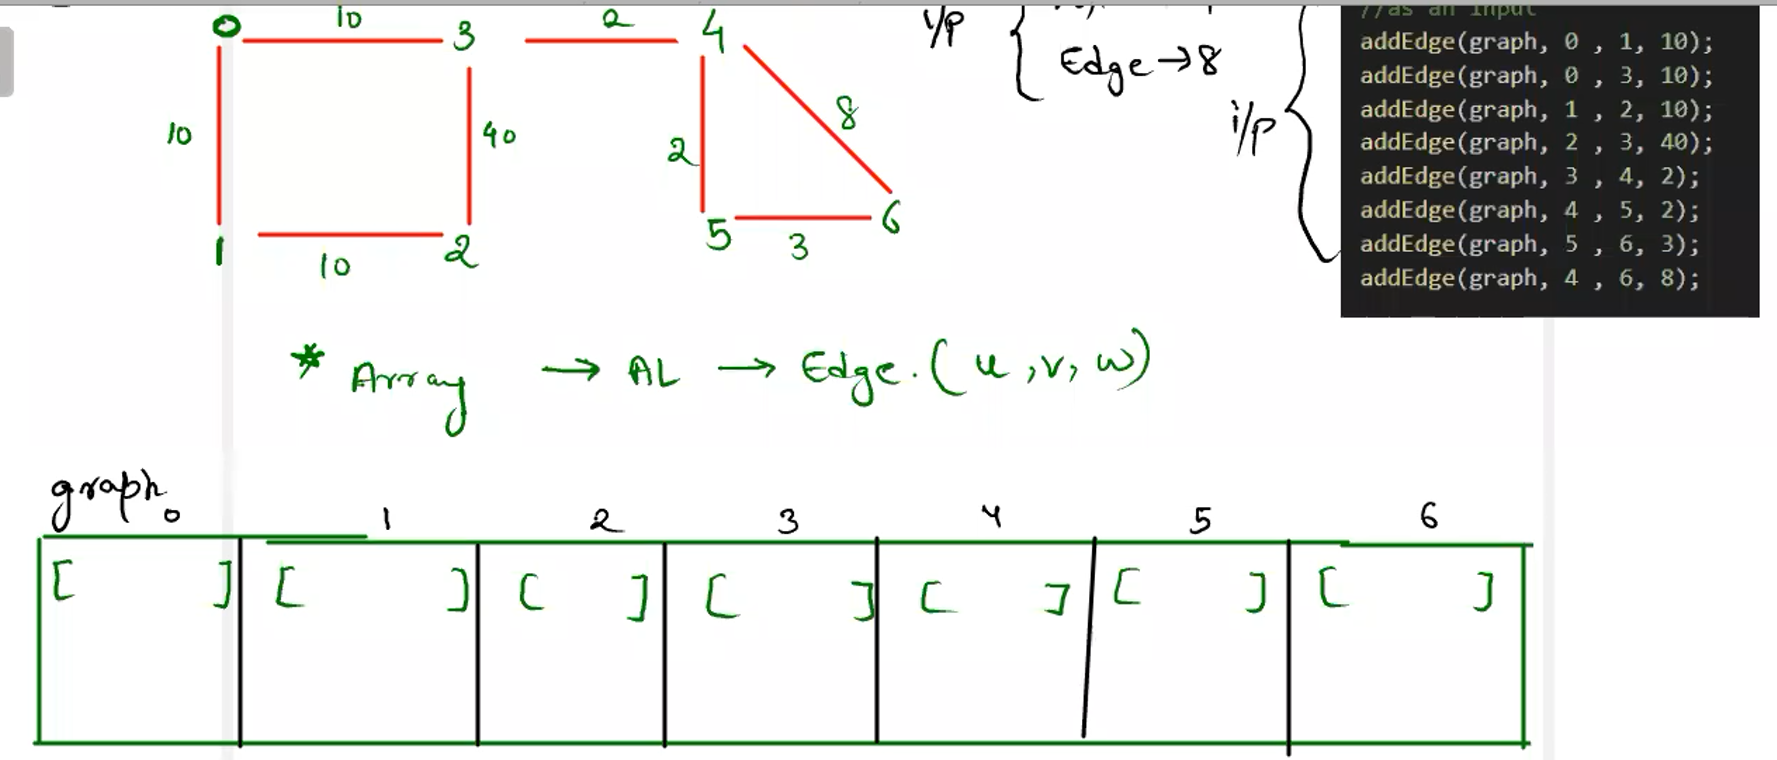 0 10 3 2 4
10 40 2 8
1 10 2 5 3 6
i/p
Edge → 8
i/p
//as an input
addEdge(graph, 0 , 1, 10);
addEdge(graph, 0 , 3, 10);
addEdge(graph, 1 , 2, 10);
addEdge(graph, 2 , 3, 40);
addEdge(graph, 3 , 4, 2);
addEdge(graph, 4 , 5, 2);
addEdge(graph, 5 , 6, 3);
addEdge(graph, 4 , 6, 8);
* Array → AL → Edge. (u, v, w)
graph
0 1 2 3 4 5 6
[ ] [ ] [ ] [ ] [ ] [ ] [ ]